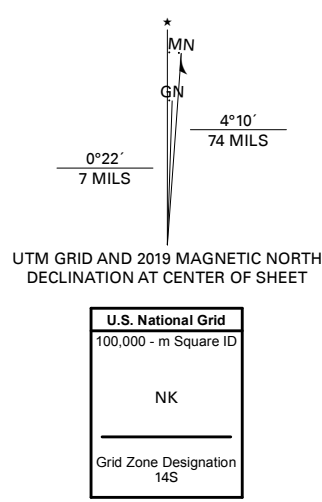 ★
MN
GN
4°10´
74 MILS
0°22´
7 MILS
UTM GRID AND 2019 MAGNETIC NORTH
DECLINATION AT CENTER OF SHEET
U.S. National Grid
100,000 - m Square ID
NK
Grid Zone Designation
14S